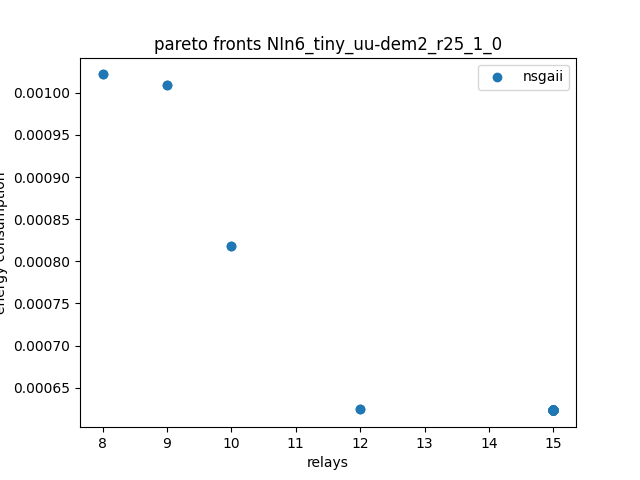 pareto fronts NIn6_tiny_uu-dem2_r25_1_0
nsgaii
0.00100
0.00095
0.00090
0.00085
0.00080
0.00075
0.00070
0.00065
energy consumption
8 9 10 11 12 13 14 15
relays